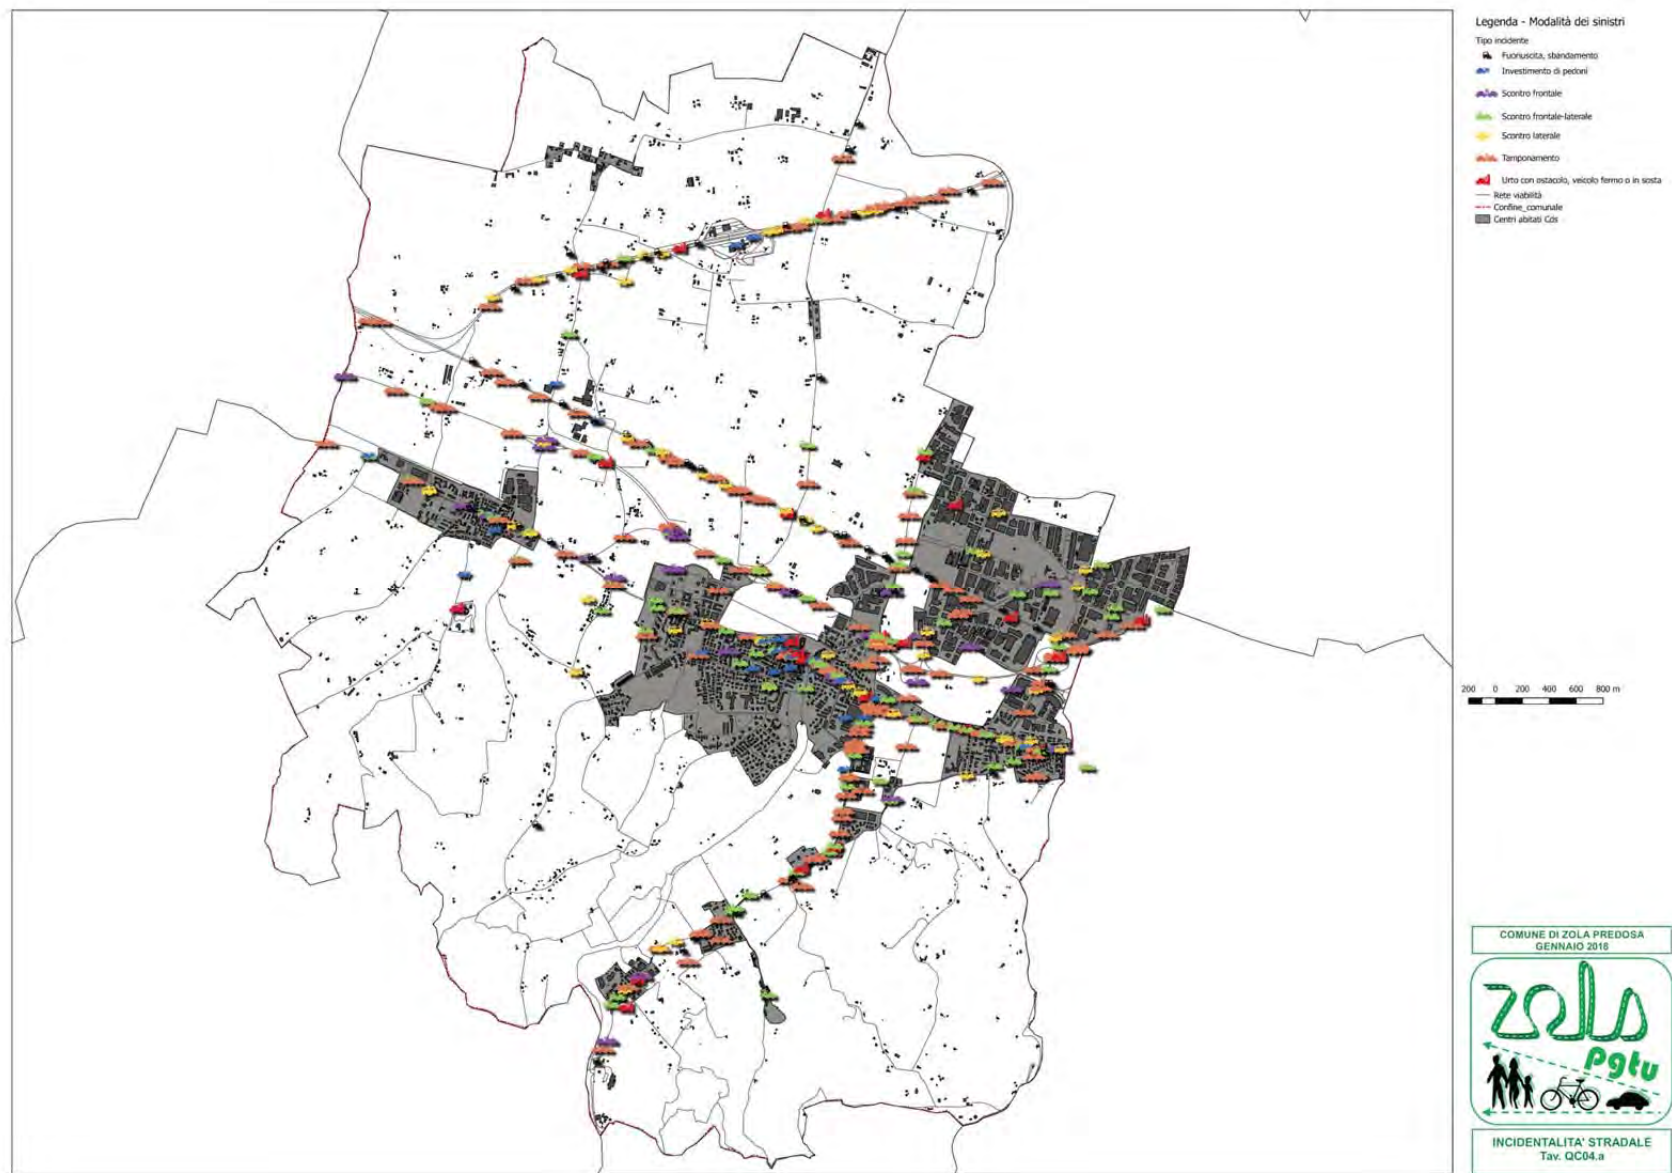 Legenda - Modalità dei sinistri
Tipo incidente
Fuoriuscita, sbandamento
Investimento di pedoni
Scontro frontale
Scontro frontale-laterale
Scontro laterale
Tamponamento
Urto con ostacolo, veicolo fermo o in sosta
Rete viabilità
Confine_comunale
Centri abitati Cds
200 0 200 400 600 800 m
COMUNE DI ZOLA PREDOSA
GENNAIO 2018
zola
pgtu
INCIDENTALITA' STRADALE
Tav. QC04.a